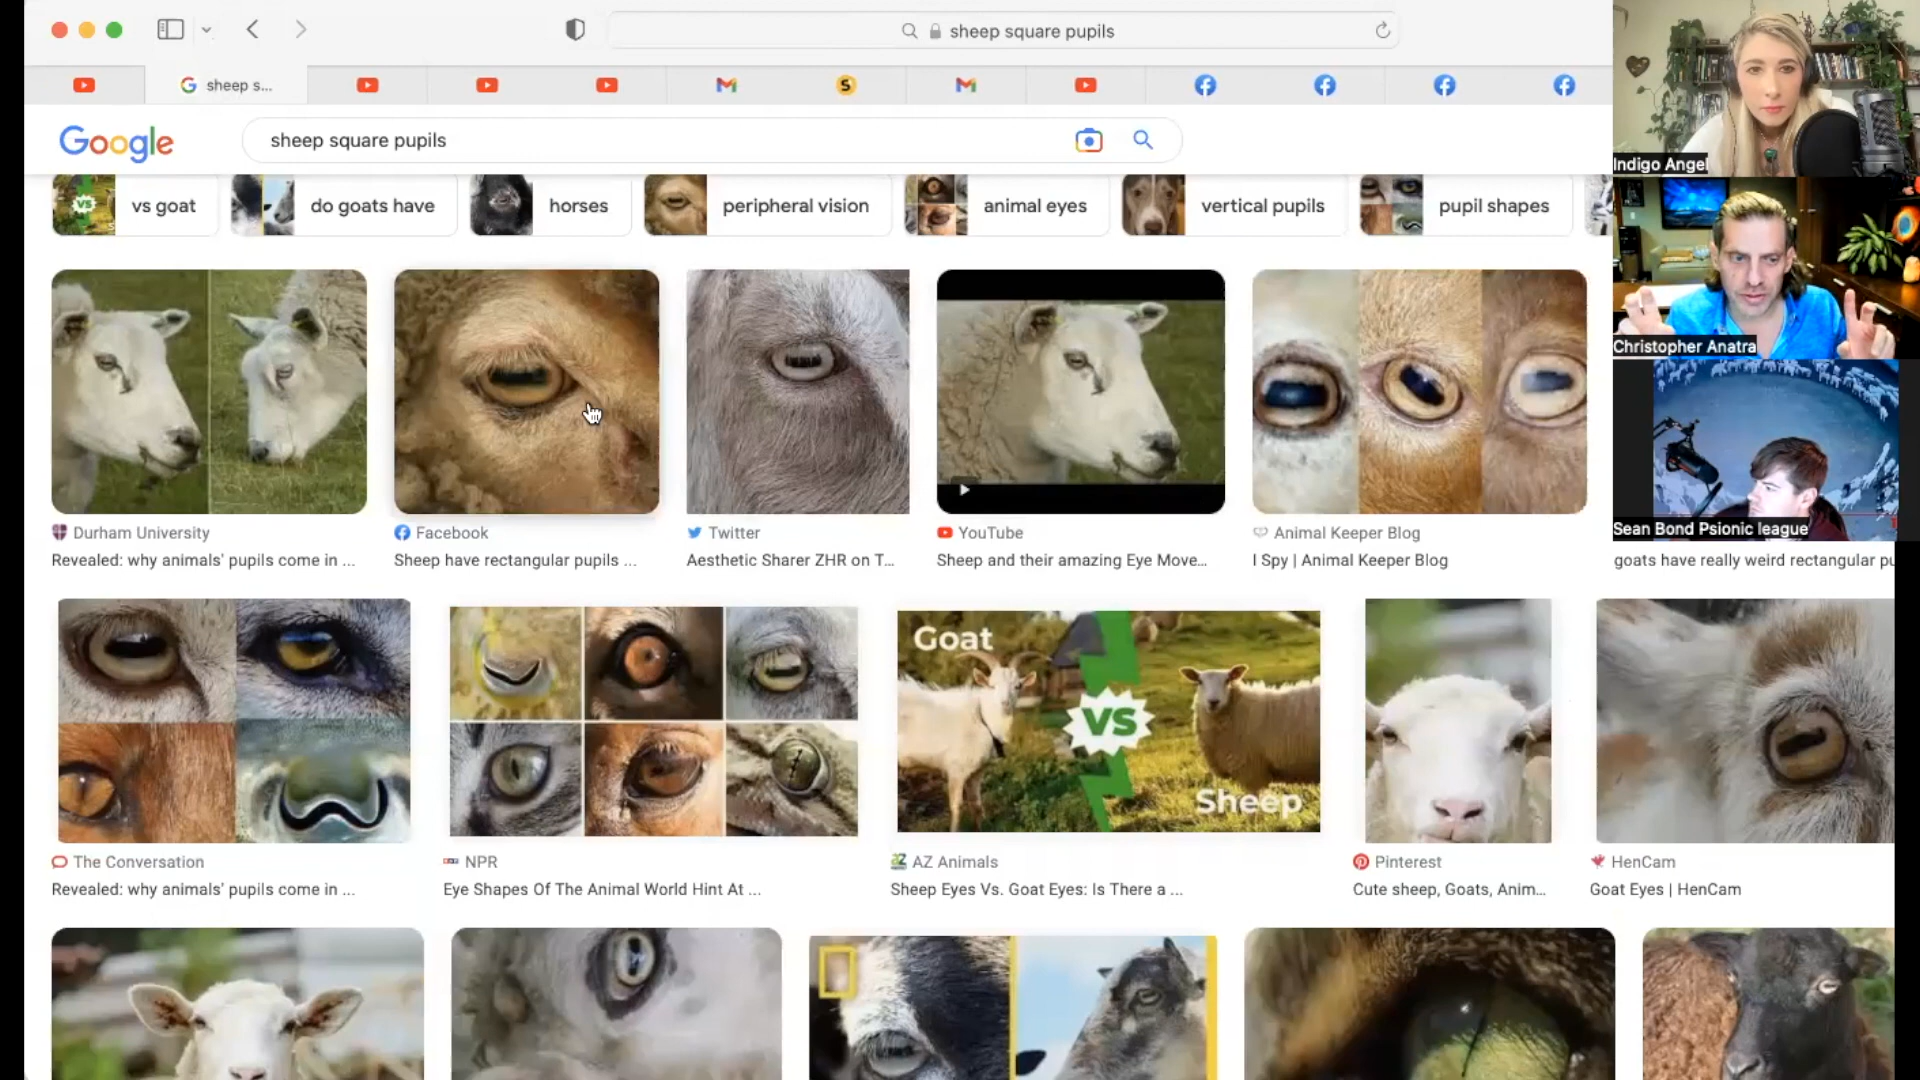 sheep square pupils
sheep s...
S
Google
sheep square pupils
vs
vs goat
do goats have
horses
peripheral vision
animal eyes
vertical pupils
pupil shapes
Indigo Angel
Christopher Anatra
Sean Bond Psionic league
Durham University
Revealed: why animals' pupils come in ...
Facebook
Sheep have rectangular pupils ...
Twitter
Aesthetic Sharer ZHR on T...
YouTube
Sheep and their amazing Eye Move...
Animal Keeper Blog
I Spy | Animal Keeper Blog
goats have really weird rectangular pu
Goat
VS
Sheep
The Conversation
Revealed: why animals' pupils come in ...
NPR
Eye Shapes Of The Animal World Hint At ...
AZ Animals
Sheep Eyes Vs. Goat Eyes: Is There a ...
Pinterest
Cute sheep, Goats, Anim...
HenCam
Goat Eyes | HenCam